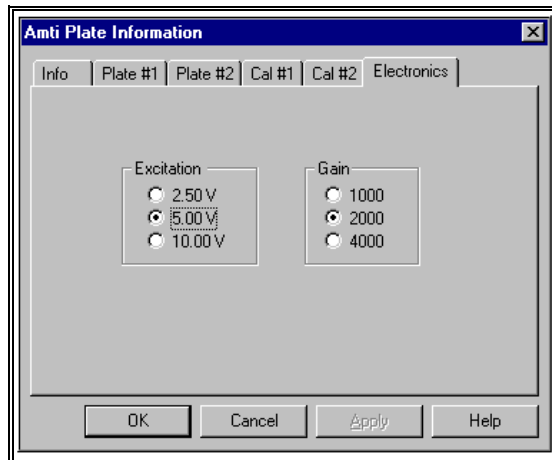 Amti Plate Information
Info Plate #1 Plate #2 Cal #1 Cal #2 Electronics
Excitation Gain
2.50 V 1000
5.00 V 2000
10.00 V 4000
OK Cancel Apply Help